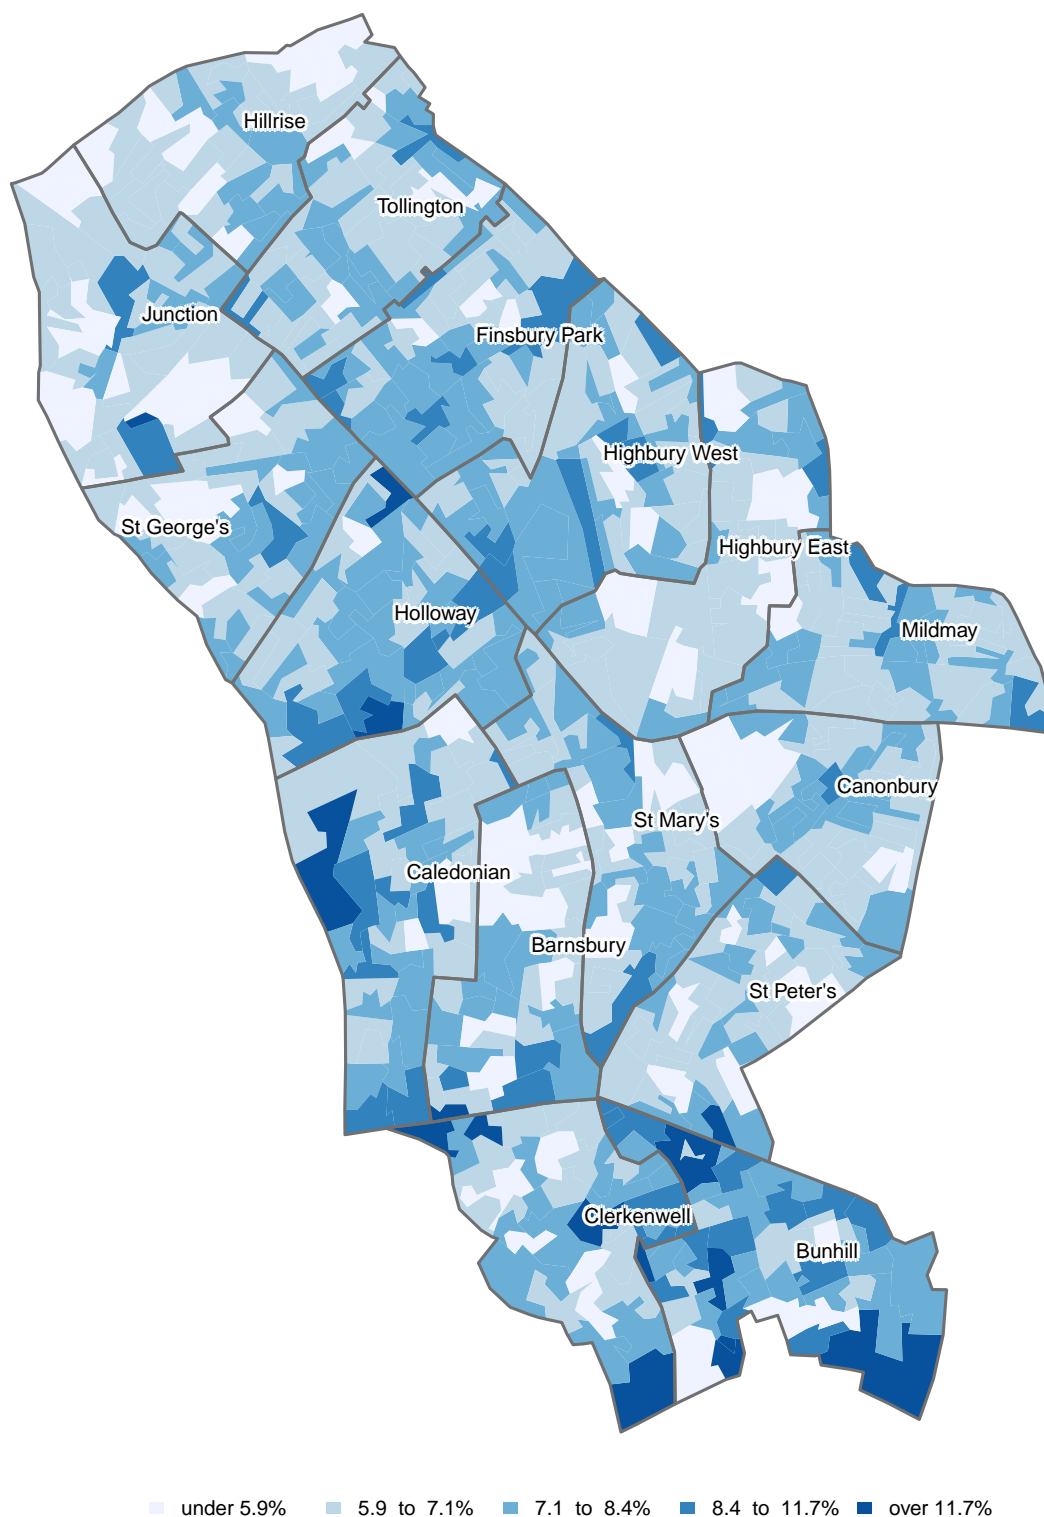 Hillrise
Tollington
Junction
Finsbury Park
Highbury West
St George's
Highbury East
Holloway
Mildmay
Canonbury
St Mary's
Caledonian
Barnsbury
St Peter's
Clerkenwell
Bunhill
under 5.9% 5.9 to 7.1% 7.1 to 8.4% 8.4 to 11.7% over 11.7%